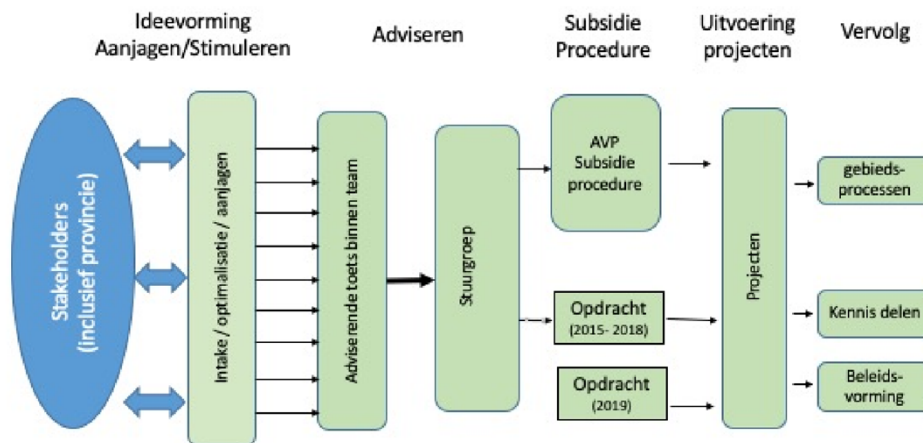 Ideevorming
Aanjagen/Stimuleren
Adviseren
Subsidie
Procedure
Uitvoering
projecten
Vervolg
Stakeholders
(inclusief provincie)
Intake / optimalisatie / aanjagen
Adviserende toets binnen team
Stuurgroep
AVP
Subsidie
procedure
Opdracht
(2015- 2018)
Opdracht
(2019)
Projecten
gebieds-
processen
Kennis delen
Beleids-
vorming